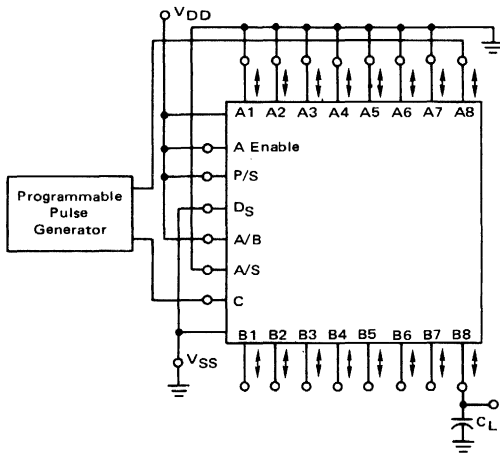 VDD
A1 A2 A3 A4 A5 A6 A7 A8
A Enable
P/S
Programmable
Pulse
Generator
DS
A/B
A/S
C
B1 B2 B3 B4 B5 B6 B7 B8
VSS
CL